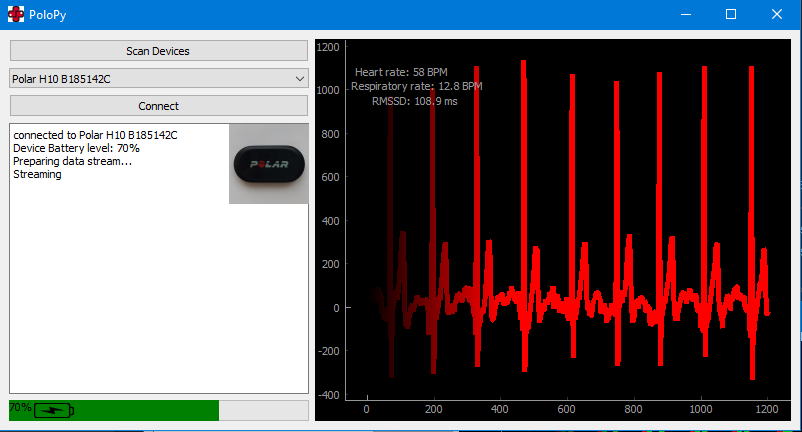 PoloPy
Scan Devices
Polar H10 B185142C
Connect
connected to Polar H10 B185142C
Device Battery level: 70%
Preparing data stream...
Streaming
POLAR
70%
Heart rate: 58 BPM
Respiratory rate: 12.8 BPM
RMSSD: 108.9 ms
1200
1000
800
600
400
200
0
-200
-400
0
200
400
600
800
1000
1200